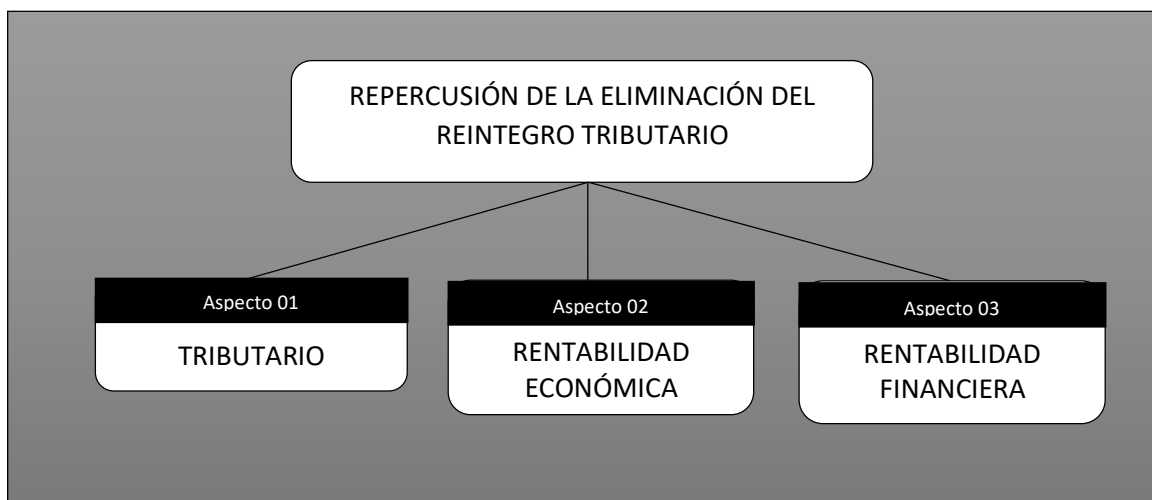 REPERCUSIÓN DE LA ELIMINACIÓN DEL
REINTEGRO TRIBUTARIO
Aspecto 01
TRIBUTARIO
Aspecto 02
RENTABILIDAD
ECONÓMICA
Aspecto 03
RENTABILIDAD
FINANCIERA